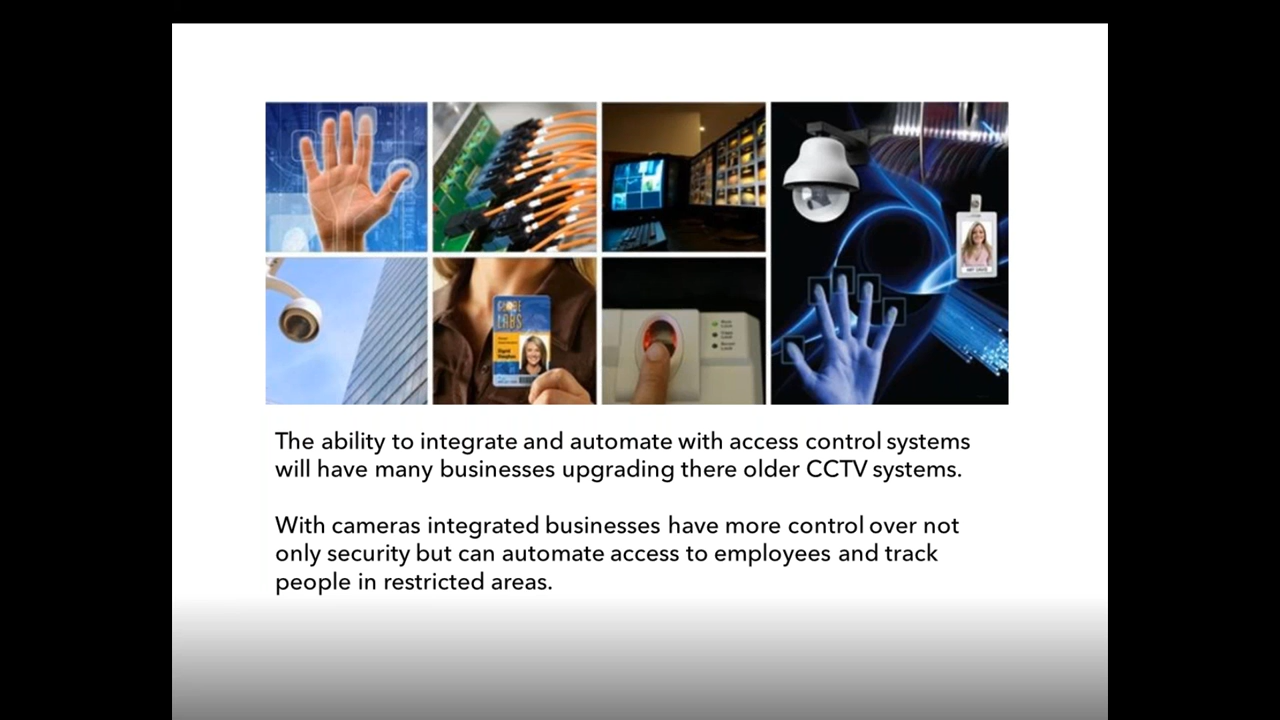 GLOBE
LABS
AMY DAVIS
The ability to integrate and automate with access control systems
will have many businesses upgrading there older CCTV systems.
With cameras integrated businesses have more control over not
only security but can automate access to employees and track
people in restricted areas.